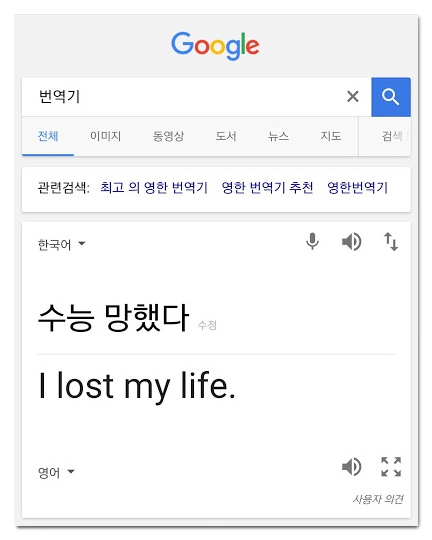 Google
번역기
전체 이미지 동영상 도서 뉴스 지도 검색
관련검색: 최고 의 영한 번역기 영한 번역기 추천 영한번역기
한국어
수능 망했다 수정
I lost my life.
영어
사용자 의견